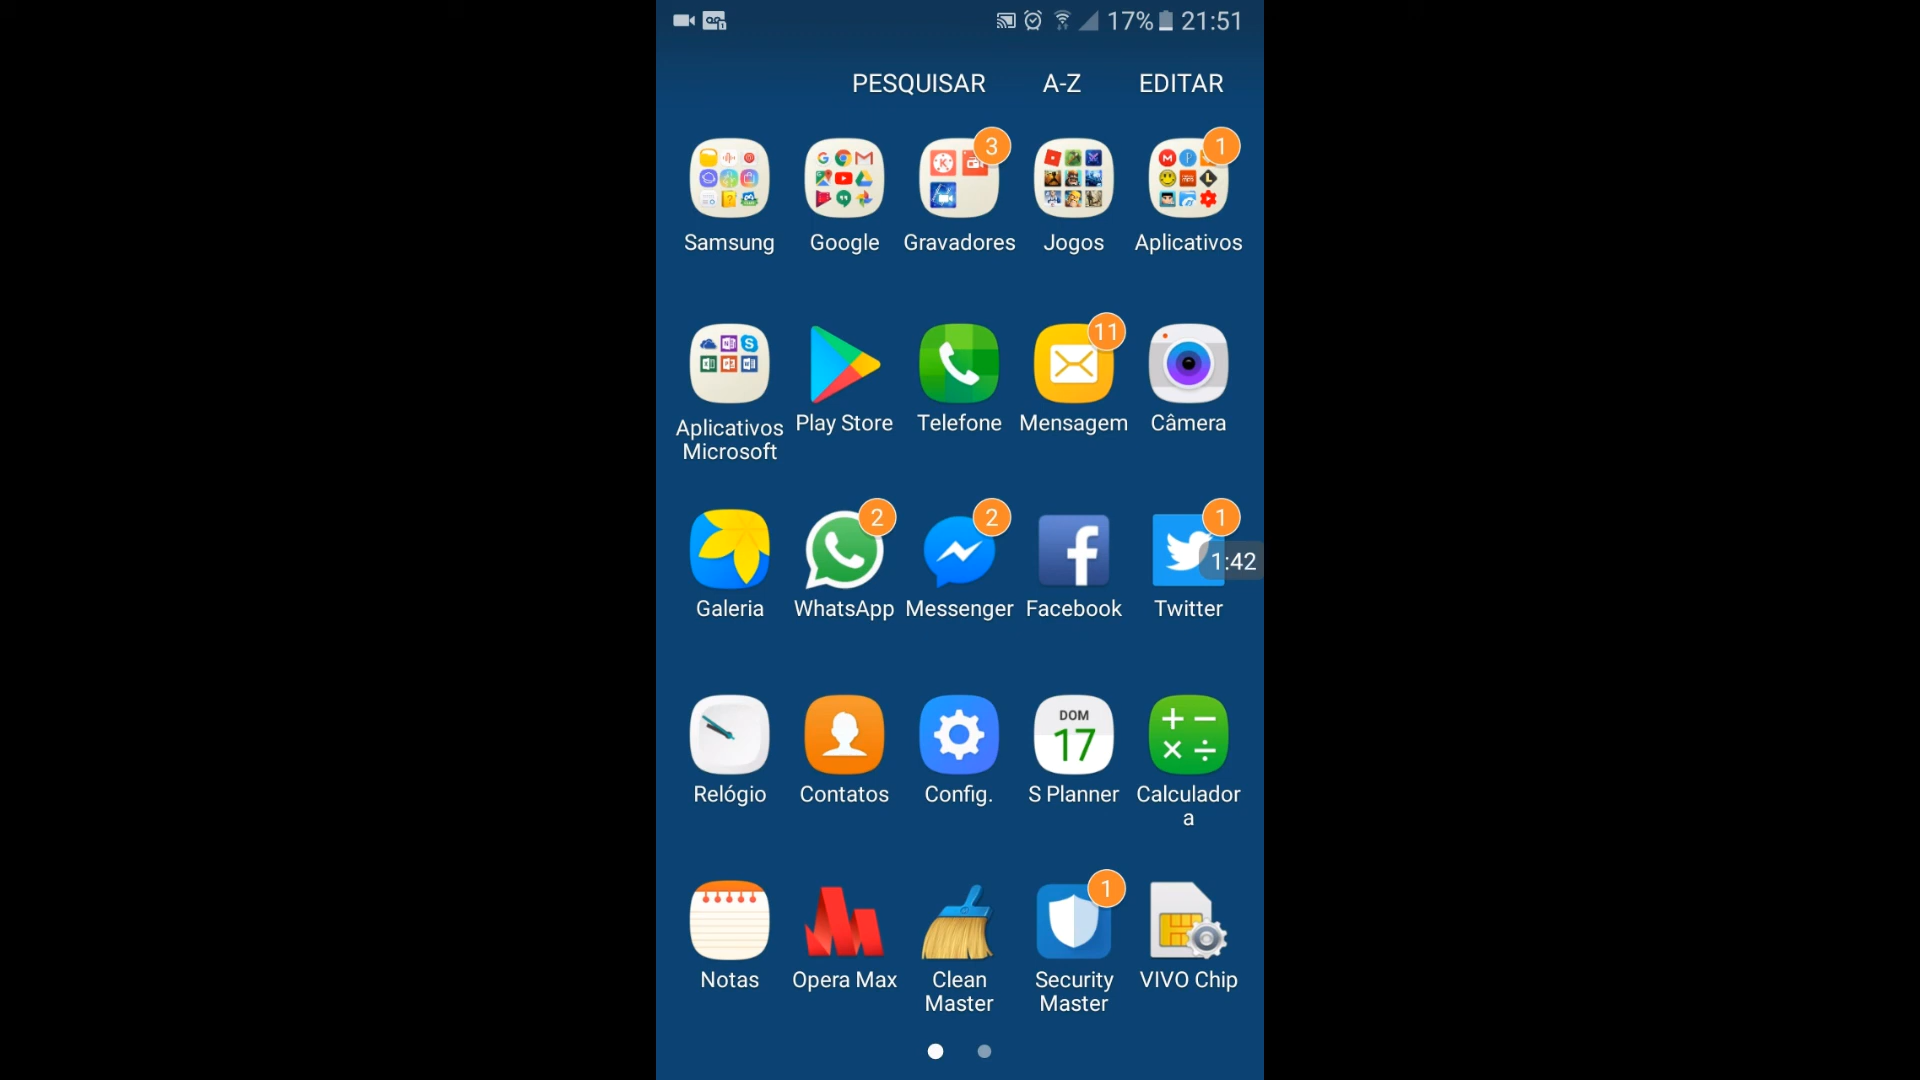 17% 21:51
PESQUISAR A-Z EDITAR
3 1
Samsung Google Gravadores Jogos Aplicativos
11
Aplicativos Microsoft Play Store Telefone Mensagem Câmera
2 2 1
1:42
Galeria WhatsApp Messenger Facebook Twitter
DOM
17
Relógio Contatos Config. S Planner Calculadora
1
Notas Opera Max Clean Master Security Master VIVO Chip